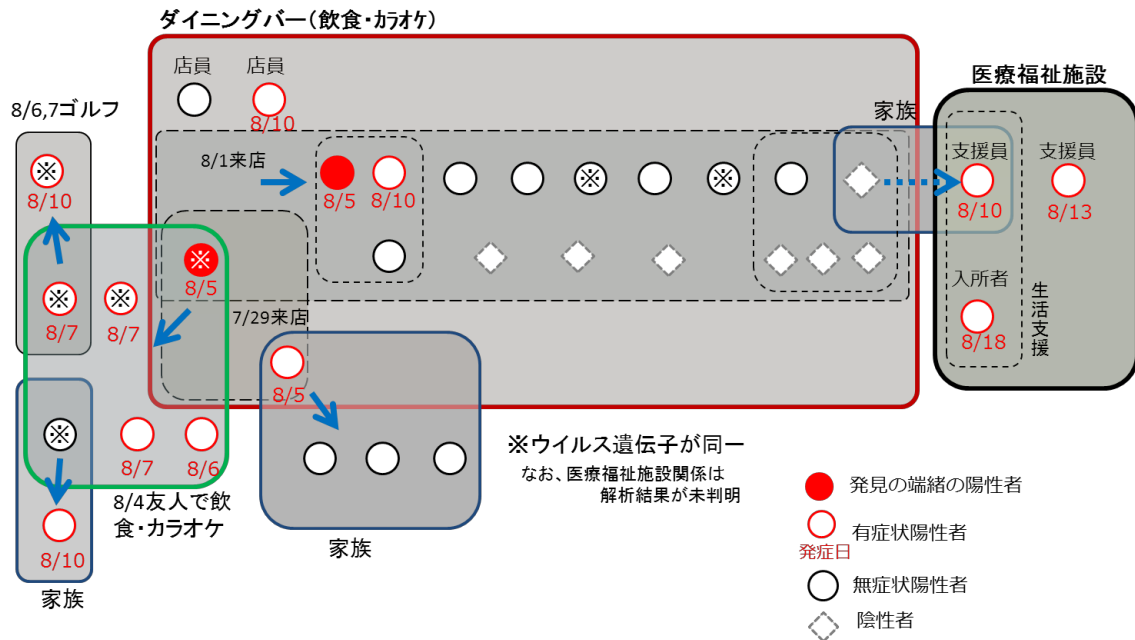 ダイニングバー(飲食・カラオケ)
店員
店員
8/10
医療福祉施設
8/6,7ゴルフ
家族
8/1来店
支援員
支援員
※
※
※
8/10
8/5
8/10
8/10
8/13
※
8/5
入所者
※
※
8/7
8/7
7/29来店
8/18
生活支援
8/5
※
※ウイルス遺伝子が同一
なお、医療福祉施設関係は
解析結果が未判明
8/7
8/6
8/4友人で飲
食・カラオケ
発見の端緒の陽性者
8/10
家族
有症状陽性者
発症日
家族
無症状陽性者
陰性者